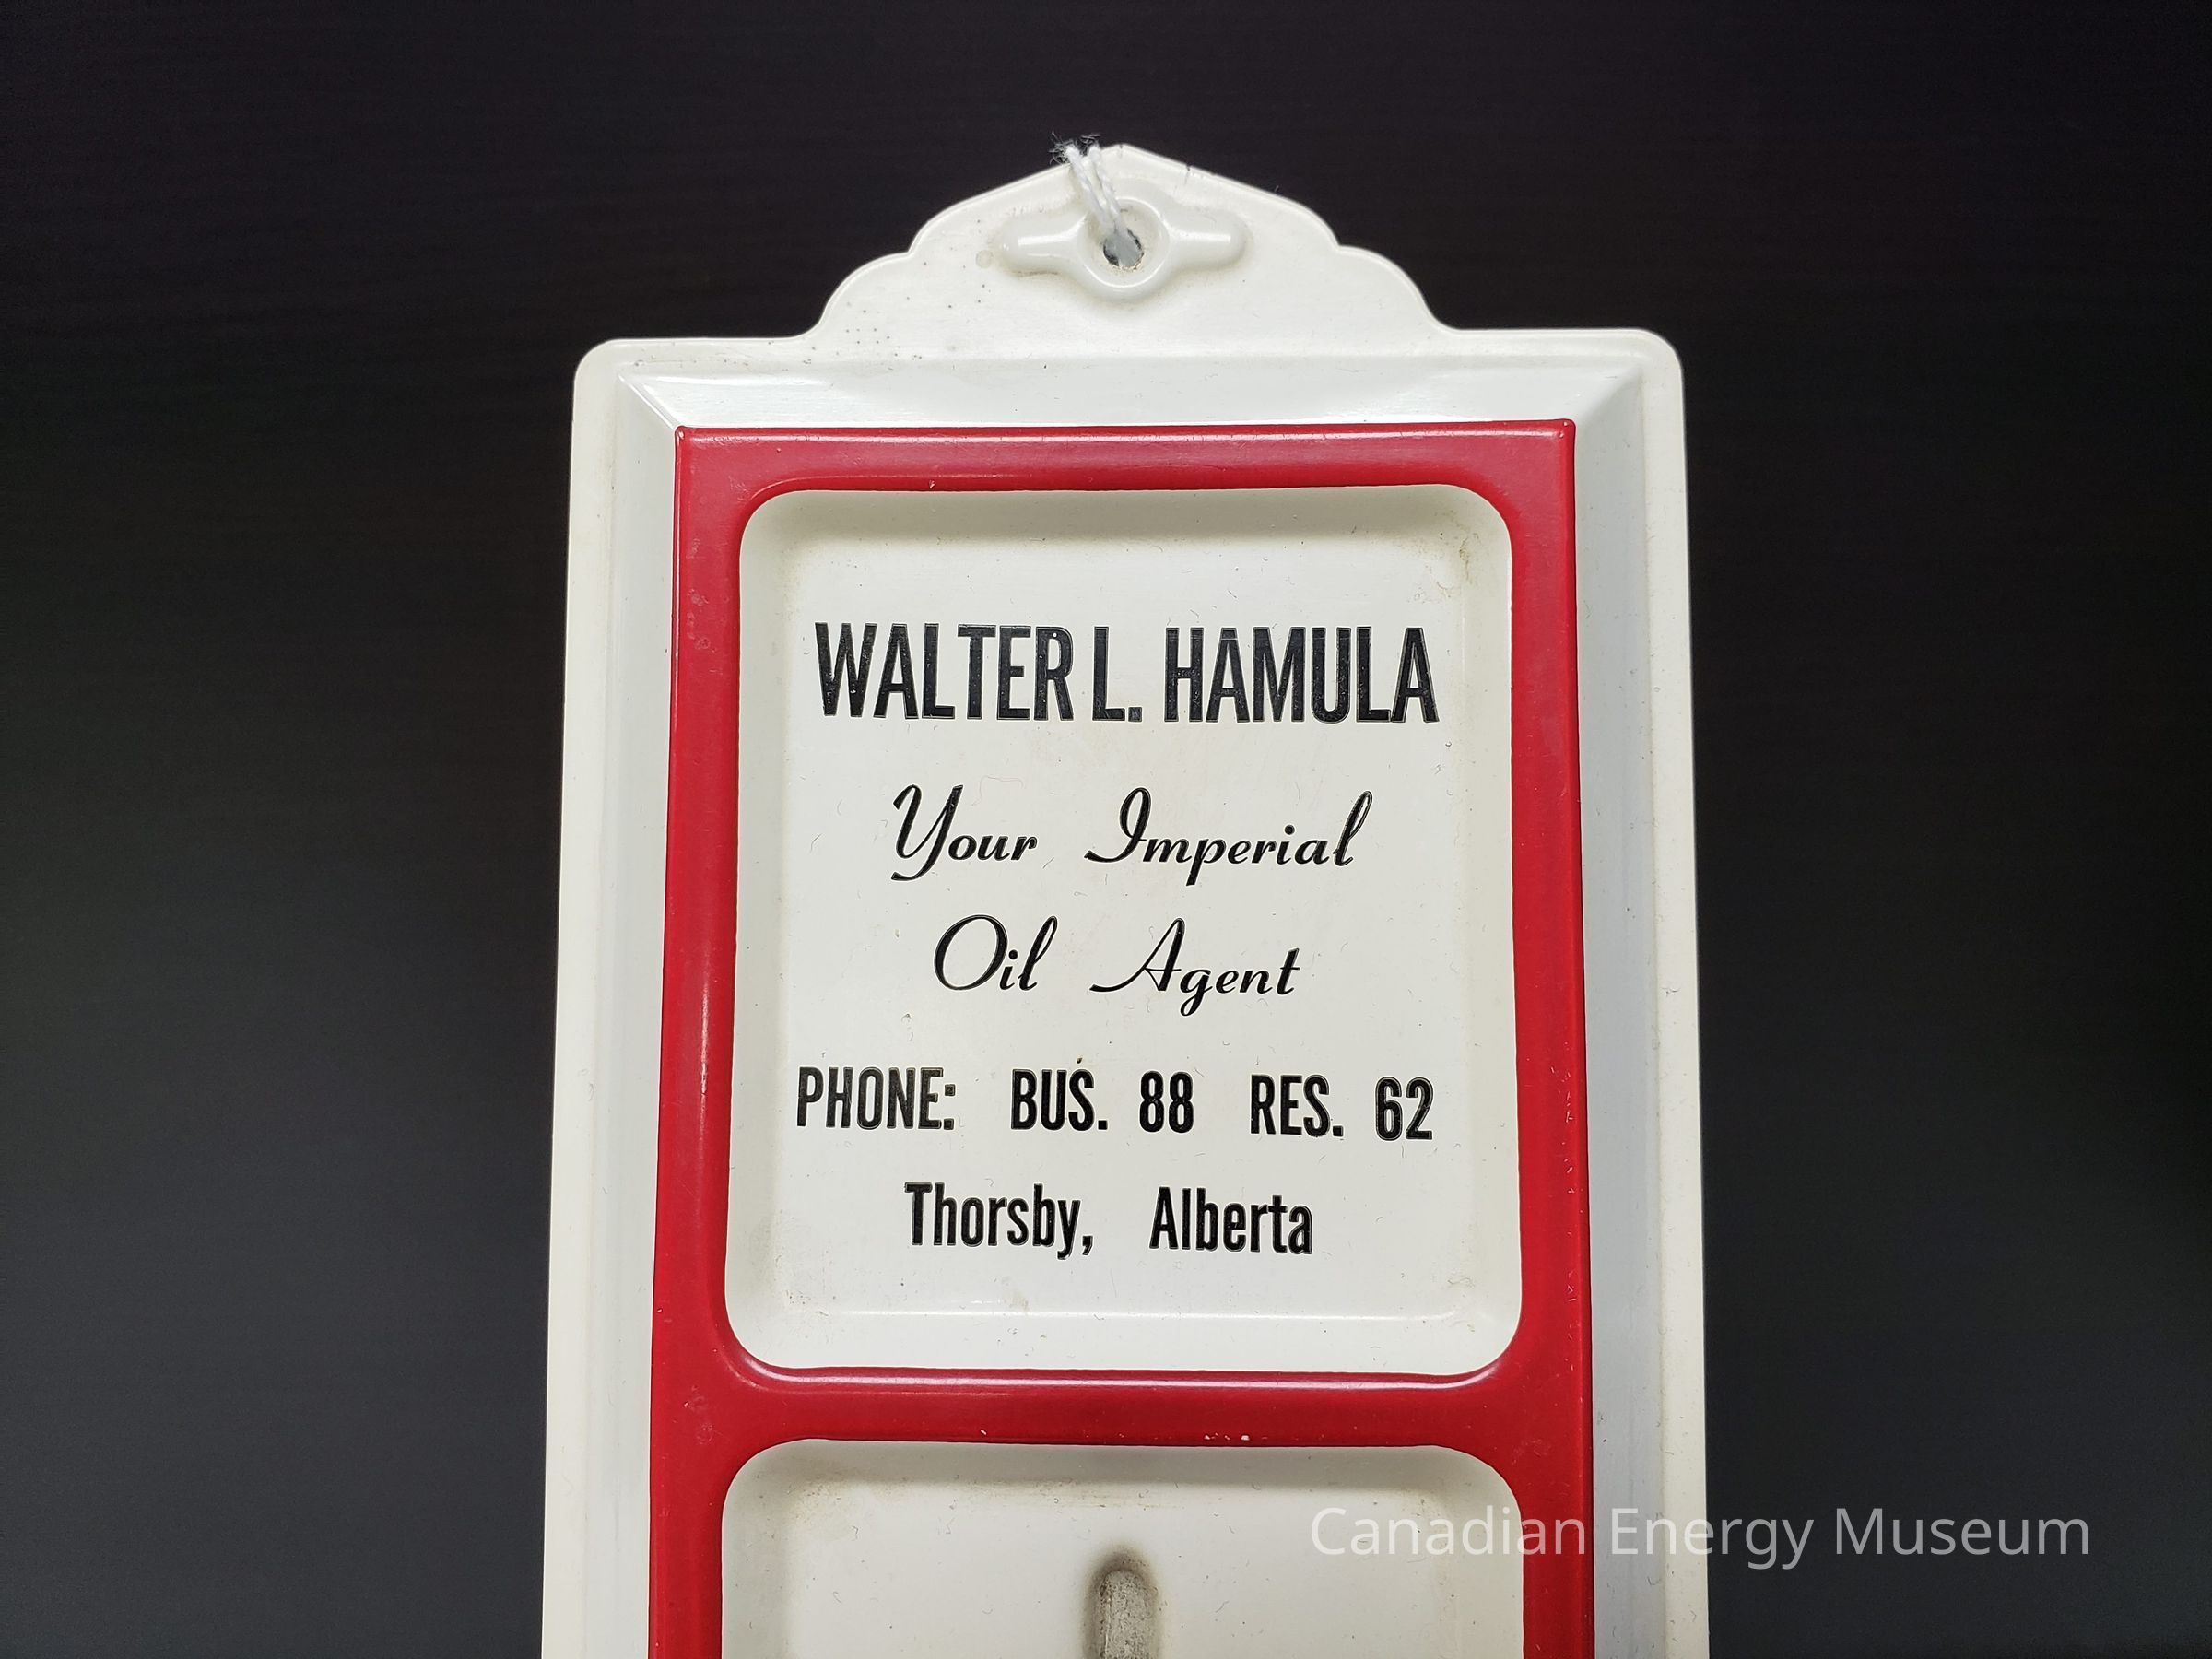 WALTER L. HAMULA
Your Imperial
Oil Agent
PHONE: BUS. 88 RES. 62
Thorsby, Alberta
Canadian Energy Museum